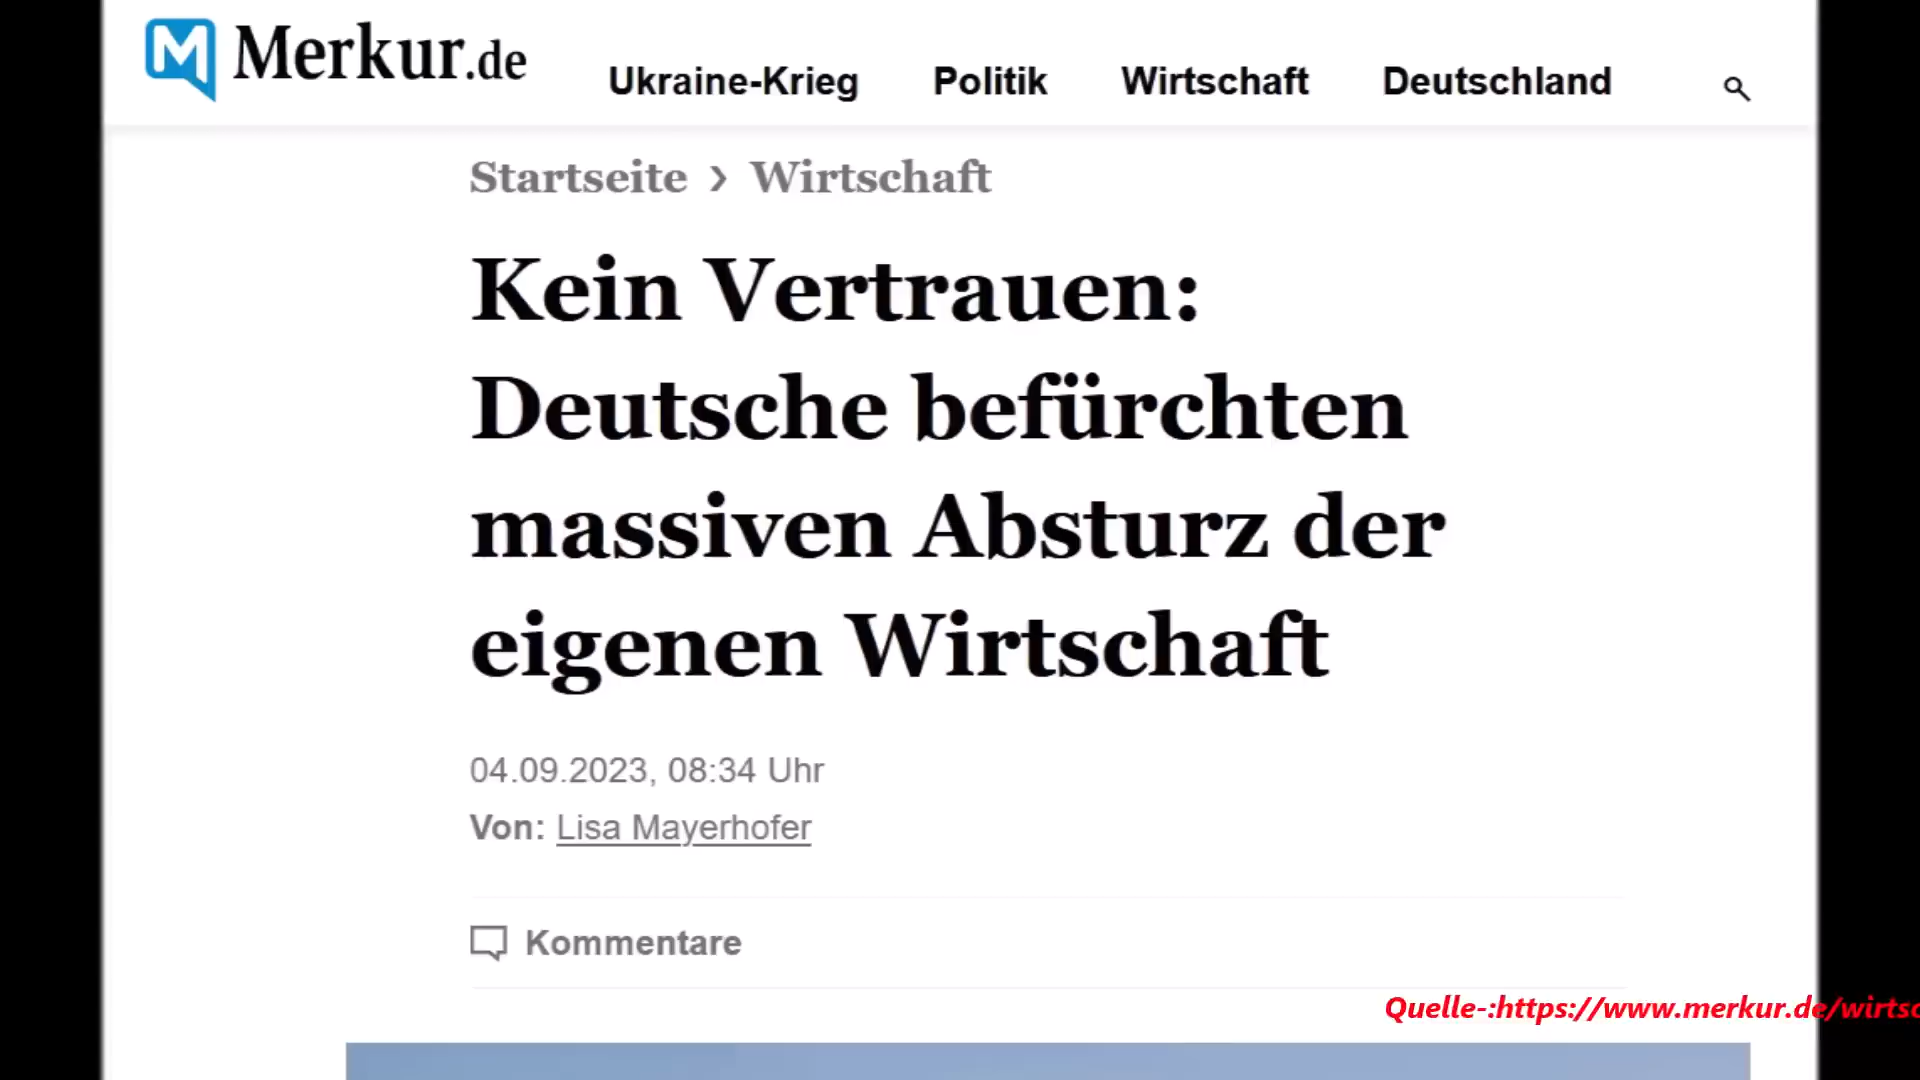 Merkur.de
Ukraine-Krieg Politik Wirtschaft Deutschland
Startseite › Wirtschaft
Kein Vertrauen:
Deutsche befürchten
massiven Absturz der
eigenen Wirtschaft
04.09.2023, 08:34 Uhr
Von: Lisa Mayerhofer
Kommentare
Quelle-:https://www.merkur.de/wirtsc